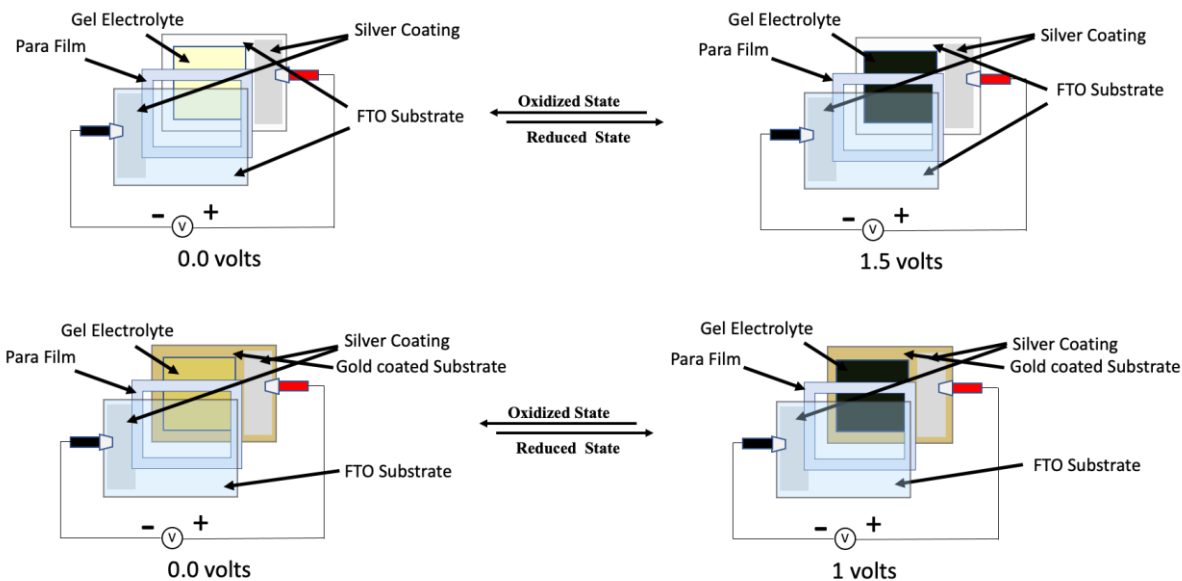 Gel Electrolyte
Silver Coating
Para Film
FTO Substrate
- V +
0.0 volts
Oxidized State
Reduced State
Gel Electrolyte
Silver Coating
Para Film
FTO Substrate
- V +
1.5 volts
Gel Electrolyte
Silver Coating
Para Film
Gold coated Substrate
FTO Substrate
- V +
0.0 volts
Oxidized State
Reduced State
Gel Electrolyte
Silver Coating
Para Film
Gold coated Substrate
FTO Substrate
- V +
1 volts